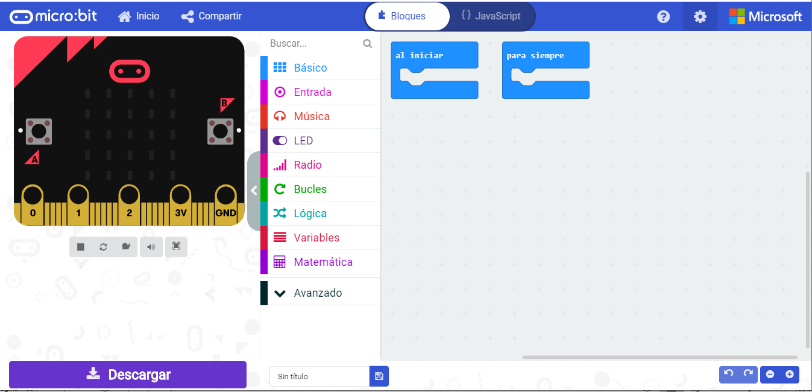 micro:bit
Inicio
Compartir
Bloques
{} JavaScript
Microsoft
Buscar...
Básico
Entrada
Música
LED
Radio
Bucles
Lógica
Variables
Matemática
Avanzado
al iniciar
para siempre
B
A
0 1 2 3V GND
Descargar
Sin título